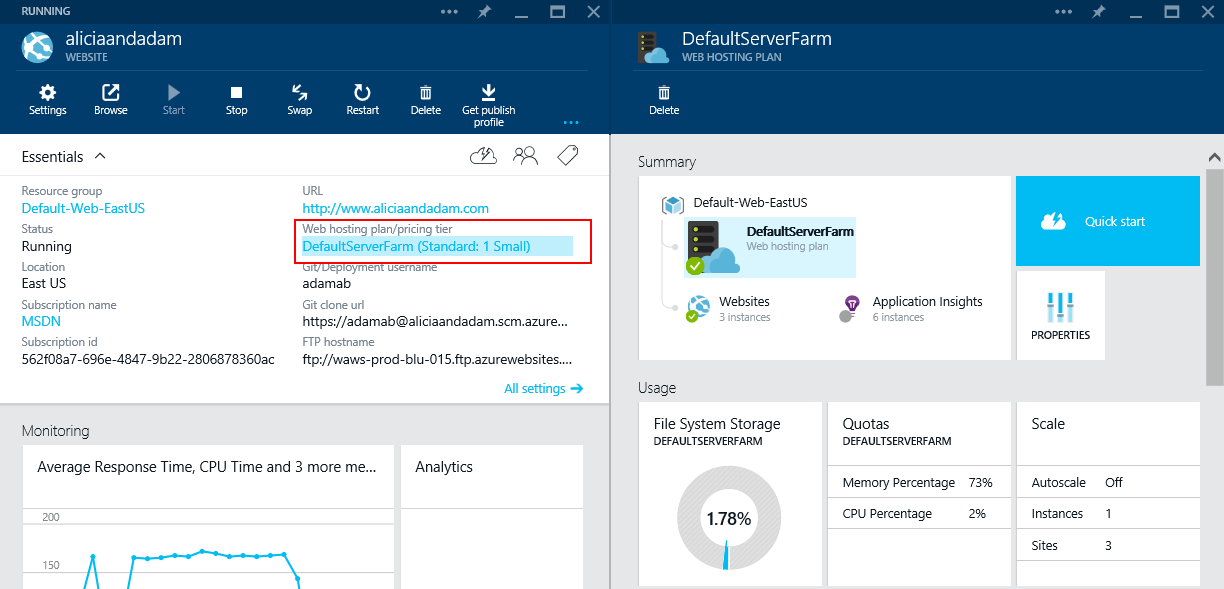 RUNNING
aliciaandadam
WEBSITE
Settings
Browse
Start
Stop
Swap
Restart
Delete
Get publish
profile
Essentials
Resource group
Default-Web-EastUS
Status
Running
Location
East US
Subscription name
MSDN
Subscription id
562f08a7-696e-4847-9b22-2806878360ac
URL
http://www.aliciaandadam.com
Web hosting plan/pricing tier
DefaultServerFarm (Standard: 1 Small)
Git/Deployment username
adamab
Git clone url
https://adamab@aliciaandadam.scm.azure...
FTP hostname
ftp://waws-prod-blu-015.ftp.azurewebsites....
All settings
Monitoring
Average Response Time, CPU Time and 3 more me...
200
150
Analytics
DefaultServerFarm
WEB HOSTING PLAN
Delete
Summary
Default-Web-EastUS
DefaultServerFarm
Web hosting plan
Websites
3 instances
Application Insights
6 instances
Quick start
PROPERTIES
Usage
File System Storage
DEFAULTSERVERFARM
1.78%
Quotas
DEFAULTSERVERFARM
Memory Percentage 73%
CPU Percentage 2%
Scale
Autoscale Off
Instances 1
Sites 3